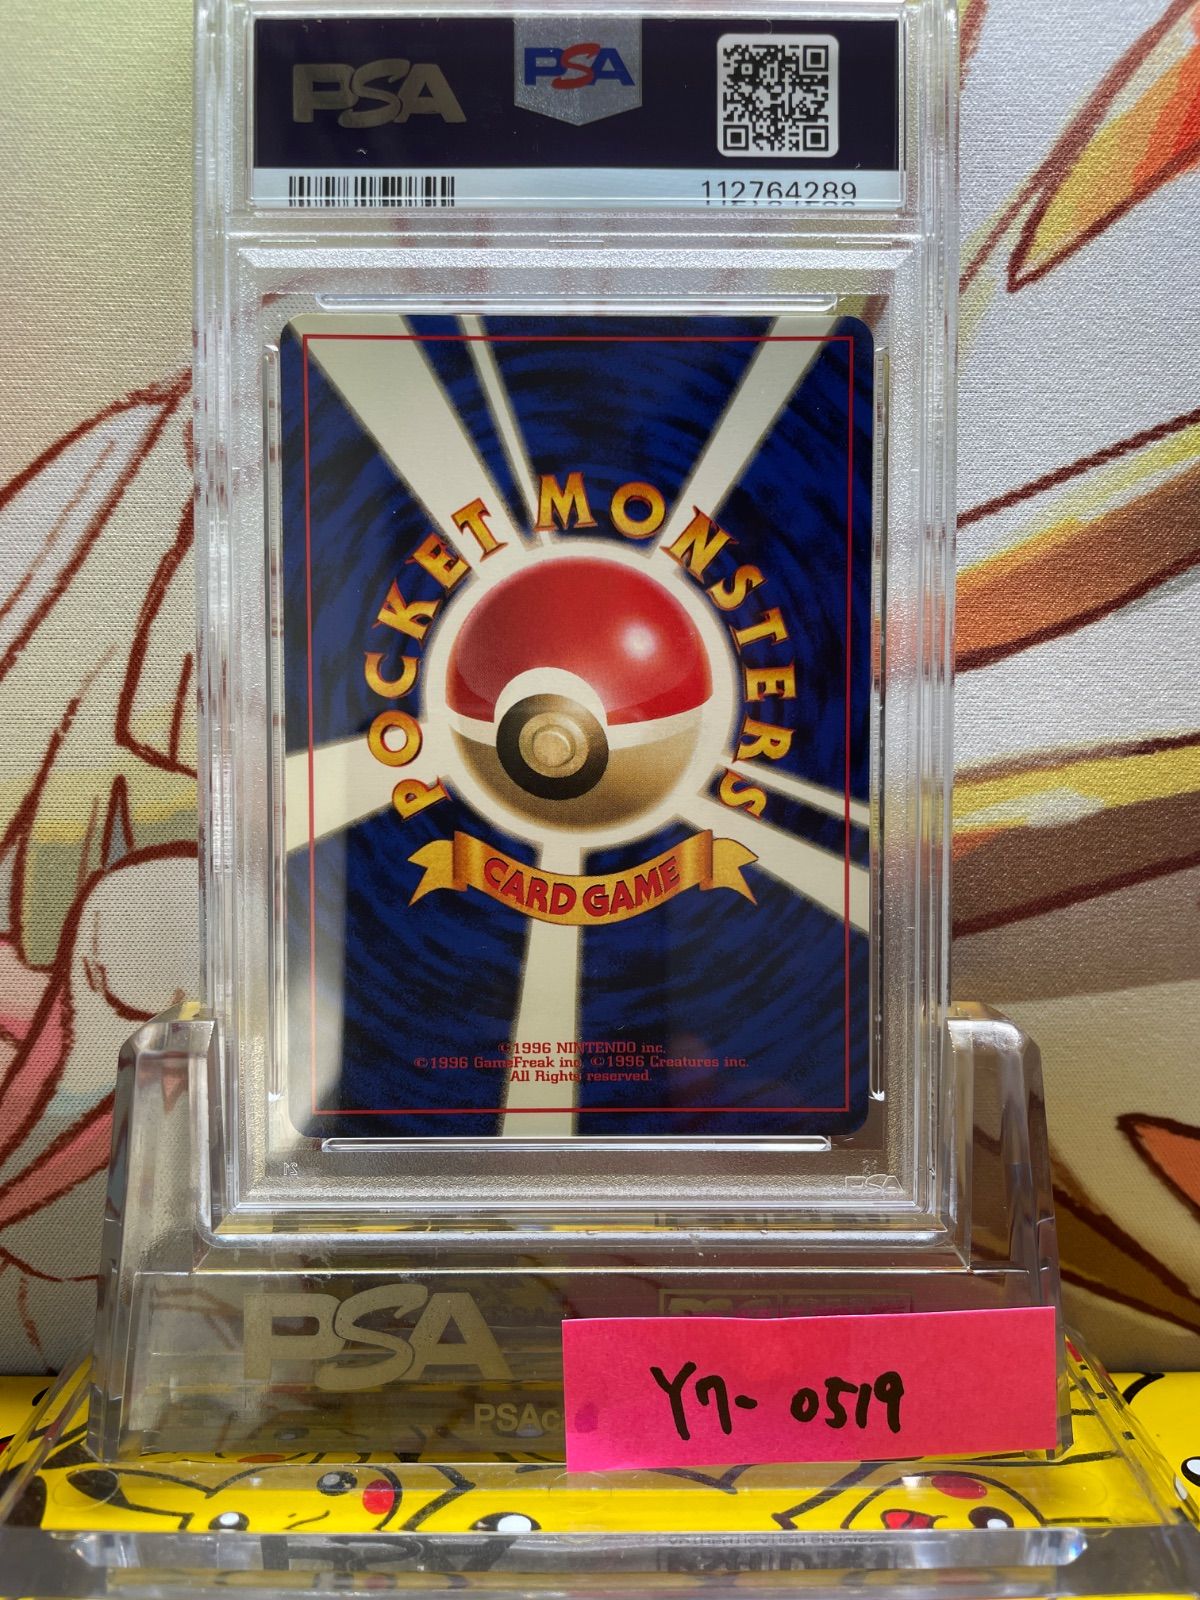 PSA
PSA
112764289
POCKET MONSTERS
CARD GAME
©1996 NINTENDO inc.
©1996 GameFreak inc. ©1996 Creatures inc.
All Rights reserved.
PSA
PSA
Y7-0519